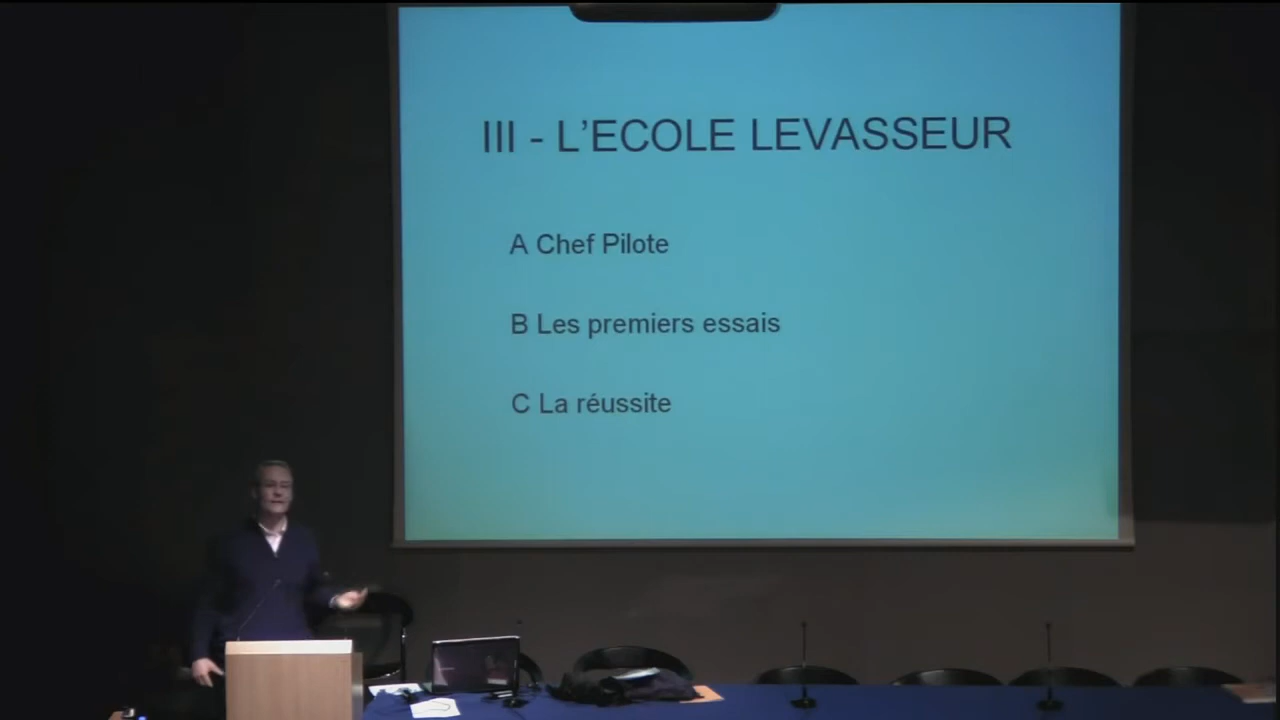 III - L'ECOLE LEVASSEUR
A Chef Pilote
B Les premiers essais
C La réussite